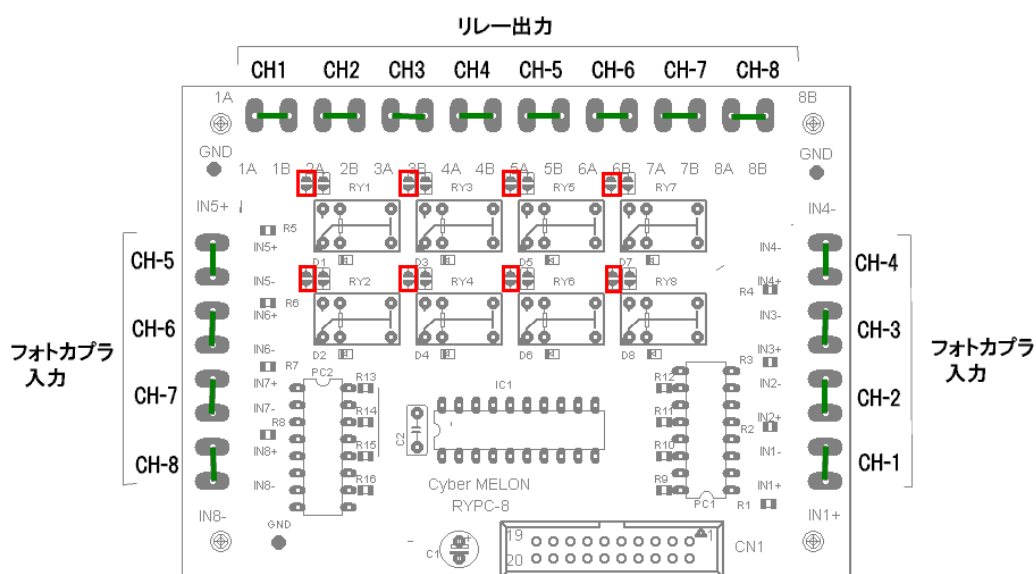 リレー出力
CH1 CH2 CH3 CH4 CH-5 CH-6 CH-7 CH-8
1A 8B
GND GND
1A 1B 2A 2B 3A 3B 4A 4B 5A 5B 6A 6B 7A 7B 8A 8B
RY1 RY3 RY5 RY7
IN5+ IN4-
R5
IN5+ IN4-
CH-5 CH-4
D1 D3 D5 D7
IN5- RY2 RY4 RY6 RY8 IN4+
R4
R6
IN6+ IN3-
CH-6 CH-3
IN6- IN3+
D2 D4 D6 D8
フォトカプラ
入力
フォトカプラ
入力
R7 R3
PC2 R13 R12
IN7+ IN2-
IC1
CH-7 CH-2
IN7- IN2+
R8 R14 R11 R2
C2
IN8+ R15 R10 IN1-
CH-8 CH-1
IN8- R16 R9 IN1+
Cyber MELON
RYPC-8
PC1 R1
IN8- IN1+
GND
- + C1
19 1
20
CN1